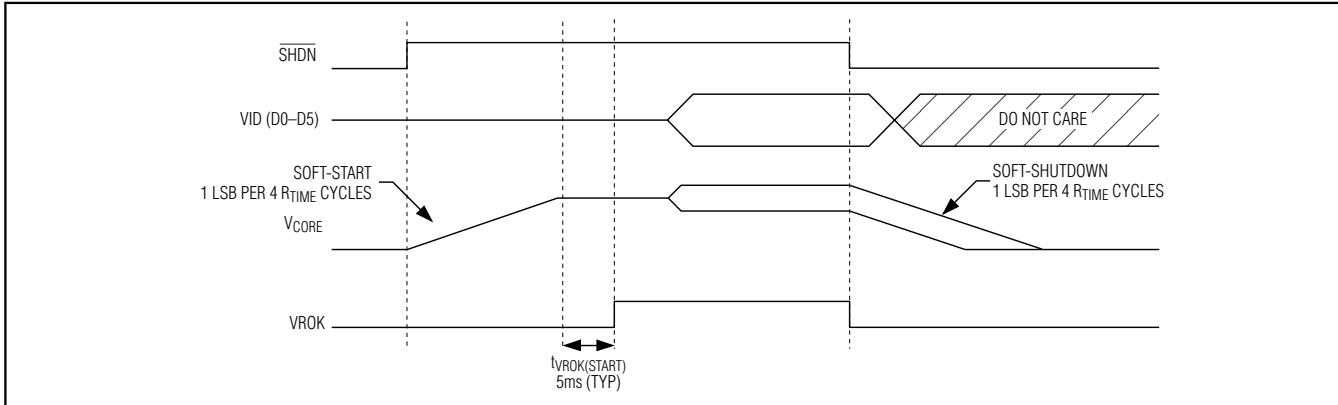 SHDN
VID (D0–D5)
DO NOT CARE
SOFT-START
1 LSB PER 4 RTIME CYCLES
SOFT-SHUTDOWN
1 LSB PER 4 RTIME CYCLES
VCORE
VROK
tVROK(START)
5ms (TYP)